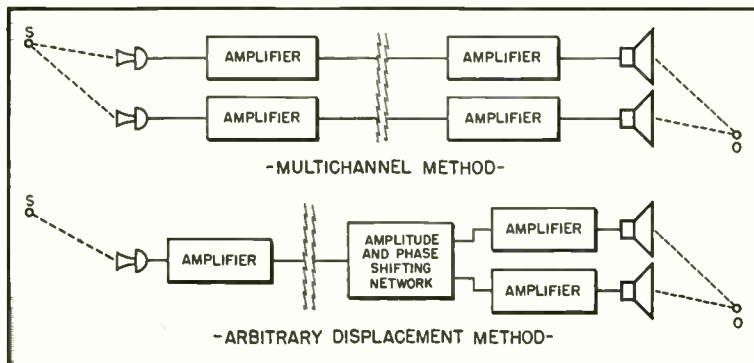 S
AMPLIFIER
AMPLIFIER
AMPLIFIER
AMPLIFIER
O
-MULTICHANNEL METHOD-
S
AMPLIFIER
AMPLITUDE
AND PHASE
SHIFTING
NETWORK
AMPLIFIER
AMPLIFIER
O
-ARBITRARY DISPLACEMENT METHOD-